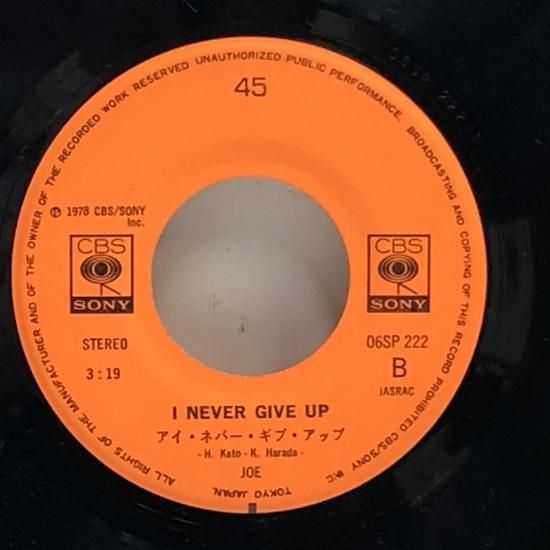 ALL RIGHTS OF THE MANUFACTURER AND OF THE OWNER OF THE RECORDED WORK RESERVED UNAUTHORIZED PUBLIC PERFORMANCE, BROADCASTING AND COPYING OF THIS RECORD PROHIBITED CBS/SONY INC
TOKYO JAPAN.
45
Ⓟ 1978 CBS/SONY
Inc.
CBS
SONY
CBS
SONY
STEREO
3:19
06SP 222
B
JASRAC
I NEVER GIVE UP
アイ・ネバー・ギブ・アップ
- H. Kato - K. Harada -
JOE